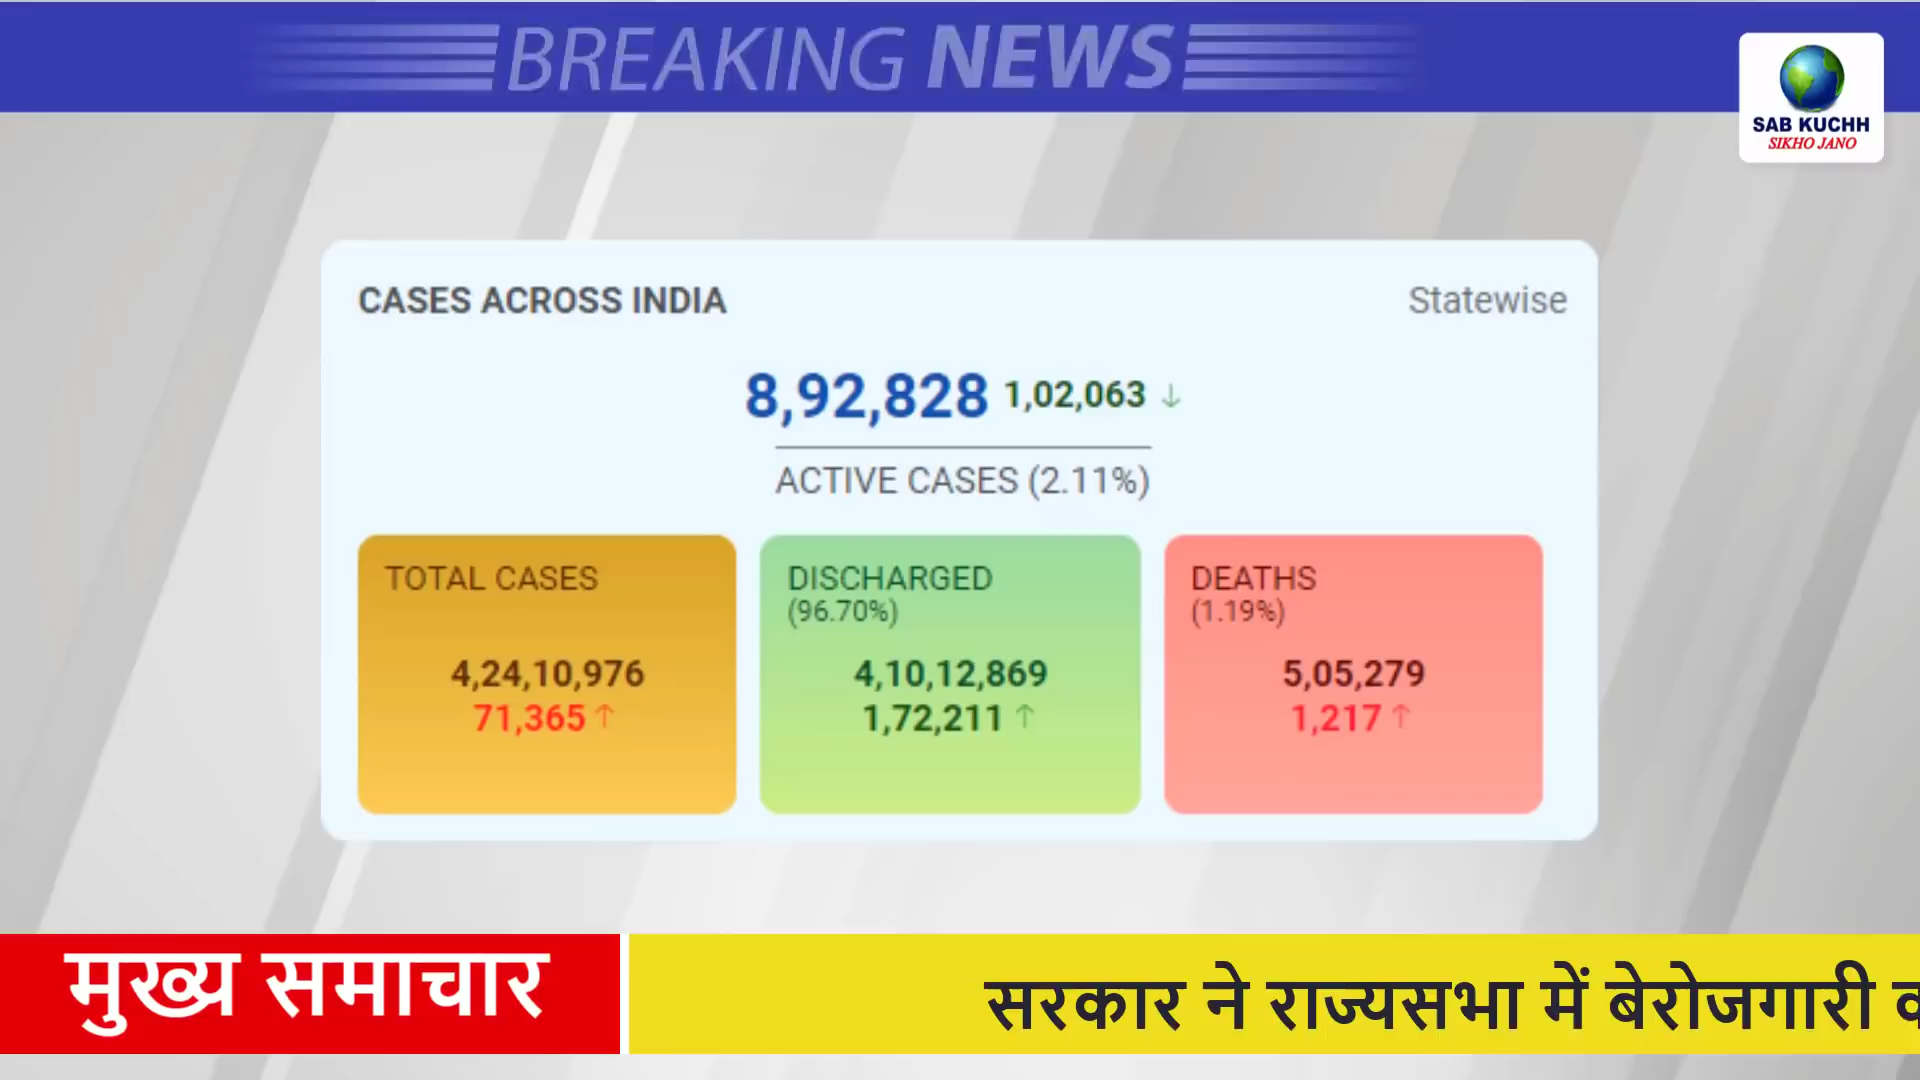 BREAKING NEWS
SAB KUCHH
SIKHO JANO
CASES ACROSS INDIA
Statewise
8,92,828 1,02,063 ↓
ACTIVE CASES (2.11%)
TOTAL CASES
4,24,10,976
71,365 ↑
DISCHARGED
(96.70%)
4,10,12,869
1,72,211 ↑
DEATHS
(1.19%)
5,05,279
1,217 ↑
मुख्य समाचार
सरकार ने राज्यसभा में बेरोजगारी